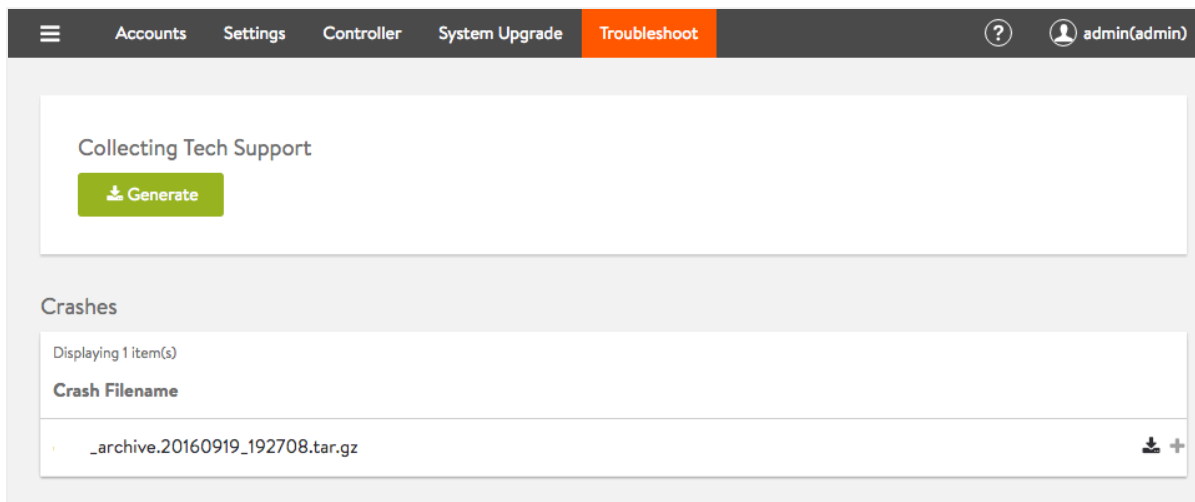 Accounts Settings Controller System Upgrade Troubleshoot ? admin(admin)
Collecting Tech Support
Generate
Crashes
Displaying 1 item(s)
Crash Filename
_archive.20160919_192708.tar.gz